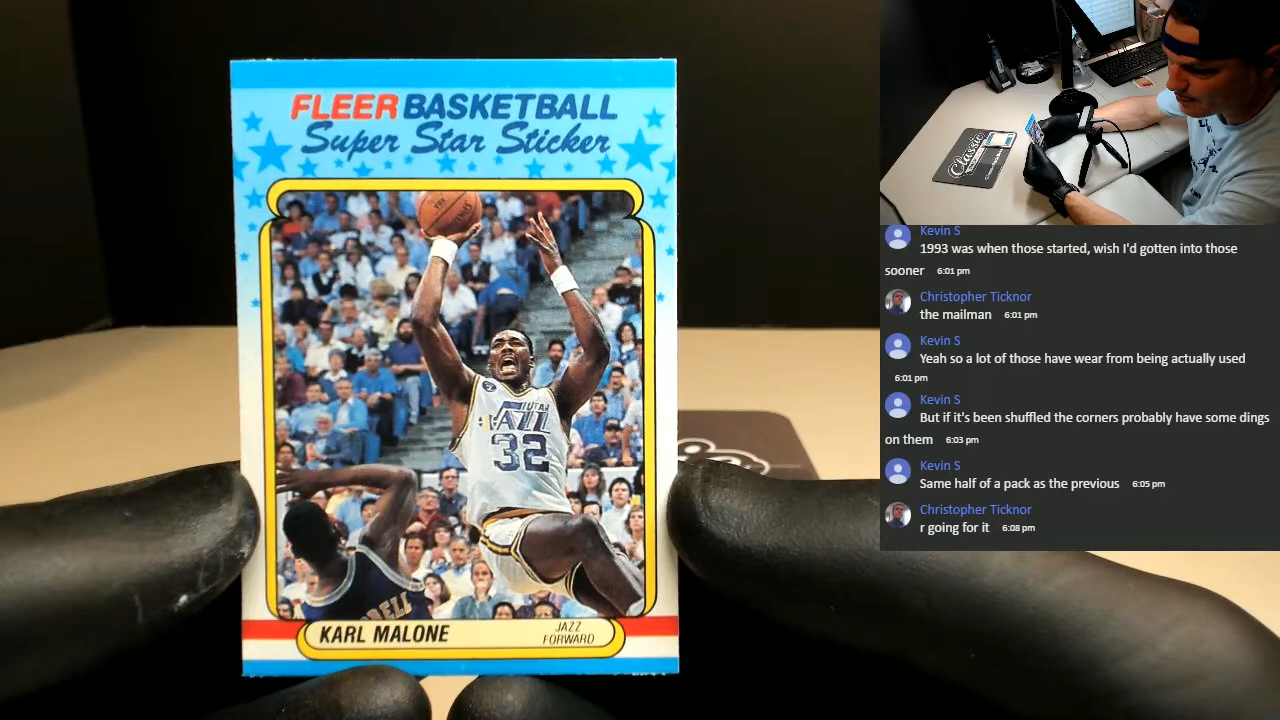 FLEER BASKETBALL
Super Star Sticker
UTAH
JAZZ
32
KARL MALONE
JAZZ
FORWARD
Classic
Kevin S
1993 was when those started, wish I'd gotten into those
sooner 6:01 pm
Christopher Ticknor
the mailman 6:01 pm
Kevin S
Yeah so a lot of those have wear from being actually used
6:01 pm
Kevin S
But if it's been shuffled the corners probably have some dings
on them 6:03 pm
Kevin S
Same half of a pack as the previous 6:05 pm
Christopher Ticknor
r going for it 6:08 pm